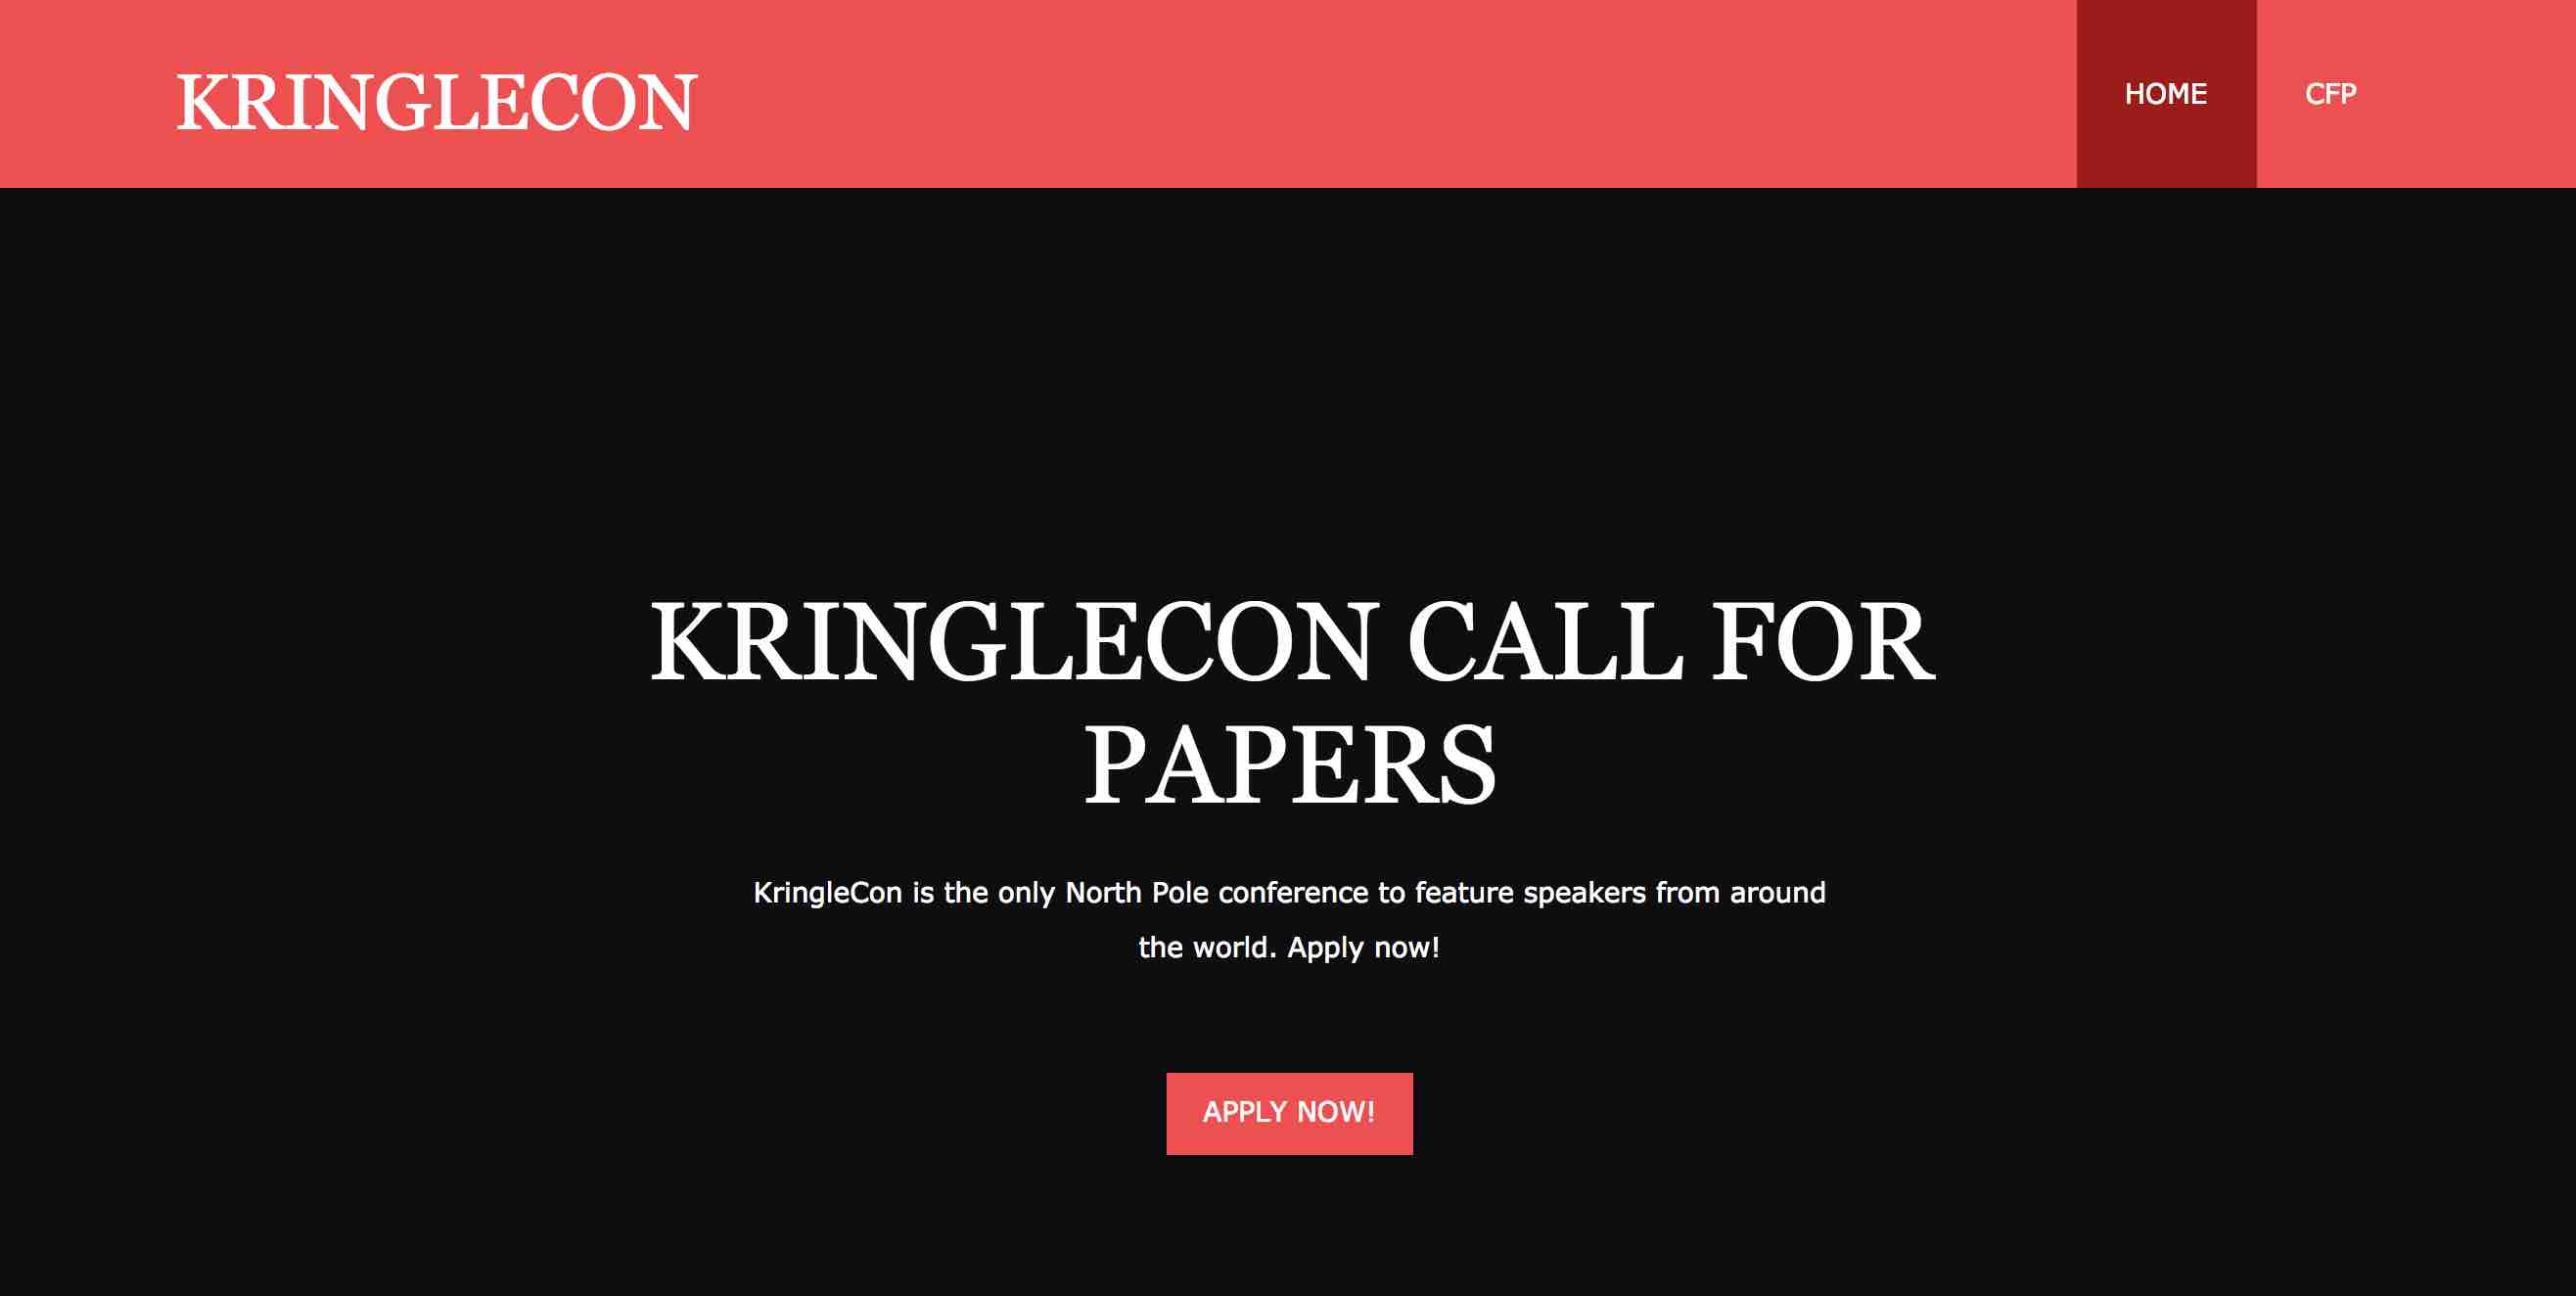 KRINGLECON
HOME
CFP
KRINGLECON CALL FOR
PAPERS
KringleCon is the only North Pole conference to feature speakers from around
the world. Apply now!
APPLY NOW!